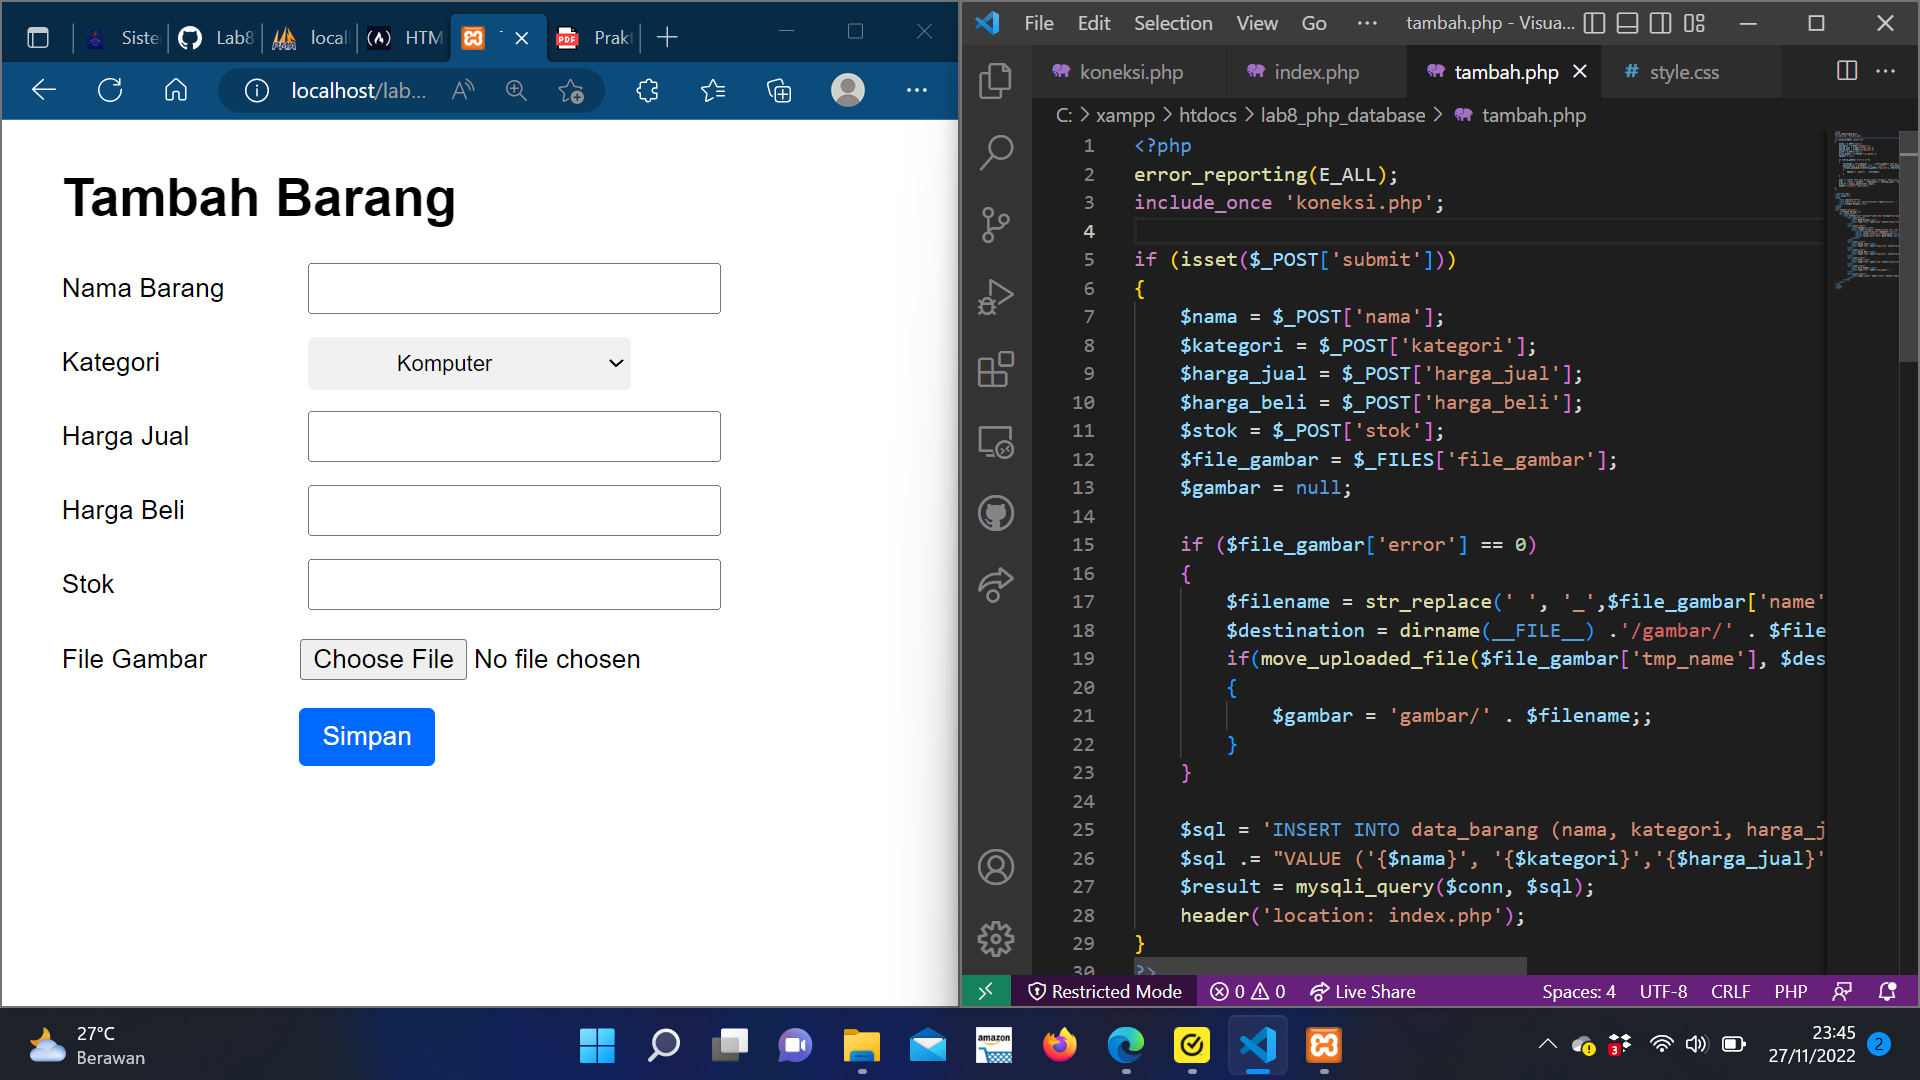 Siste
Lab8
local
HTM
Prakt
localhost/lab...
Tambah Barang
Nama Barang
Kategori
Komputer
Harga Jual
Harga Beli
Stok
File Gambar
Choose File No file chosen
Simpan
File Edit Selection View Go ··· tambah.php - Visua...
koneksi.php
index.php
tambah.php
# style.css
C: > xampp > htdocs > lab8_php_database > tambah.php
1 <?php
2 error_reporting(E_ALL);
3 include_once 'koneksi.php';
4
5 if (isset($_POST['submit']))
6 {
7 $nama = $_POST['nama'];
8 $kategori = $_POST['kategori'];
9 $harga_jual = $_POST['harga_jual'];
10 $harga_beli = $_POST['harga_beli'];
11 $stok = $_POST['stok'];
12 $file_gambar = $_FILES['file_gambar'];
13 $gambar = null;
14
15 if ($file_gambar['error'] == 0)
16 {
17 $filename = str_replace(' ', '_',$file_gambar['name'
18 $destination = dirname(__FILE__) .'/gambar/' . $file
19 if(move_uploaded_file($file_gambar['tmp_name'], $des
20 {
21 $gambar = 'gambar/' . $filename;;
22 }
23 }
24
25 $sql = 'INSERT INTO data_barang (nama, kategori, harga_j
26 $sql .= "VALUE ('{$nama}', '{$kategori}','{$harga_jual}'
27 $result = mysqli_query($conn, $sql);
28 header('location: index.php');
29 }
30 ?>
Restricted Mode
0
0
Live Share
Spaces: 4
UTF-8
CRLF
PHP
27°C
Berawan
amazon
3
23:45
27/11/2022
2